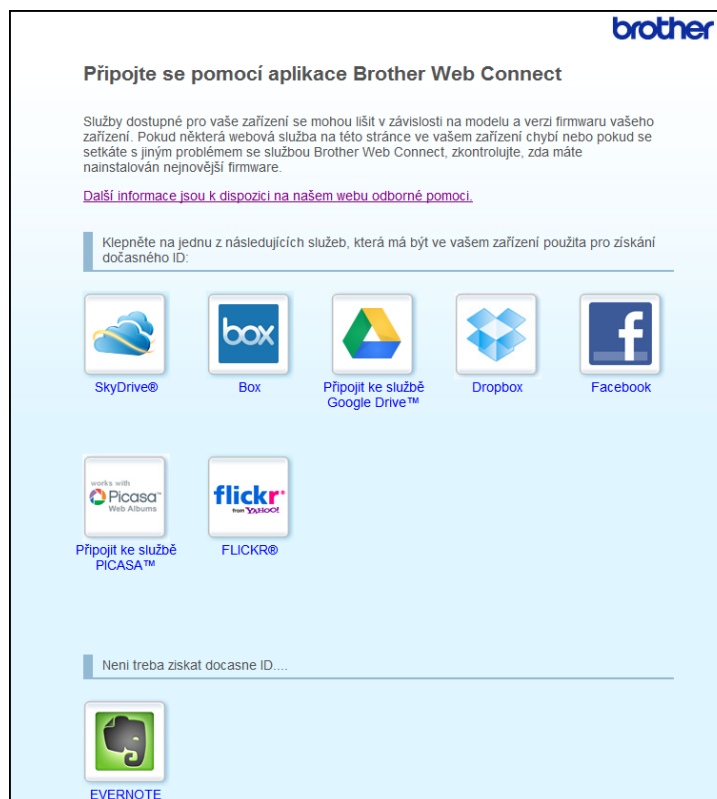 brother
Připojte se pomocí aplikace Brother Web Connect
Služby dostupné pro vaše zařízení se mohou lišit v závislosti na modelu a verzi firmwaru vašeho
zařízení. Pokud některá webová služba na této stránce ve vašem zařízení chybí nebo pokud se
setkáte s jiným problémem se službou Brother Web Connect, zkontrolujte, zda máte
nainstalován nejnovější firmware.
Další informace jsou k dispozici na našem webu odborné pomoci.
Klepněte na jednu z následujících služeb, která má být ve vašem zařízení použita pro získání
dočasného ID:
box
f
SkyDrive®
Box
Připojit ke službě
Google Drive™
Dropbox
Facebook
works with
Picasa™
Web Albums
flickr
from YAHOO!
Připojit ke službě
PICASA™
FLICKR®
Neni treba ziskat docasne ID....
EVERNOTE